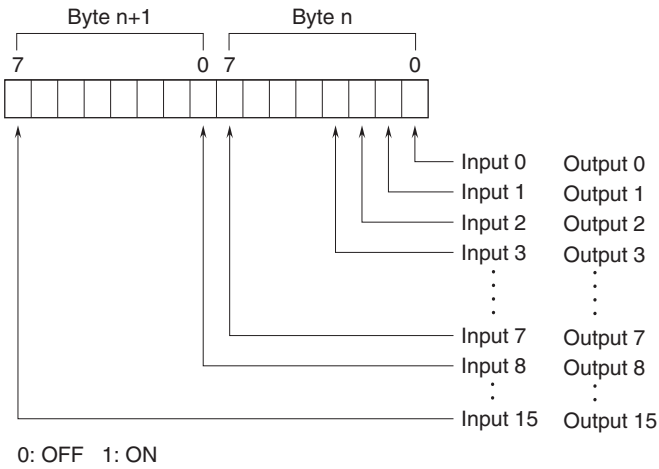 Byte n+1 Byte n
7 0 7 0
Input 0 Output 0
Input 1 Output 1
Input 2 Output 2
Input 3 Output 3
Input 7 Output 7
Input 8 Output 8
Input 15 Output 15
0: OFF 1: ON